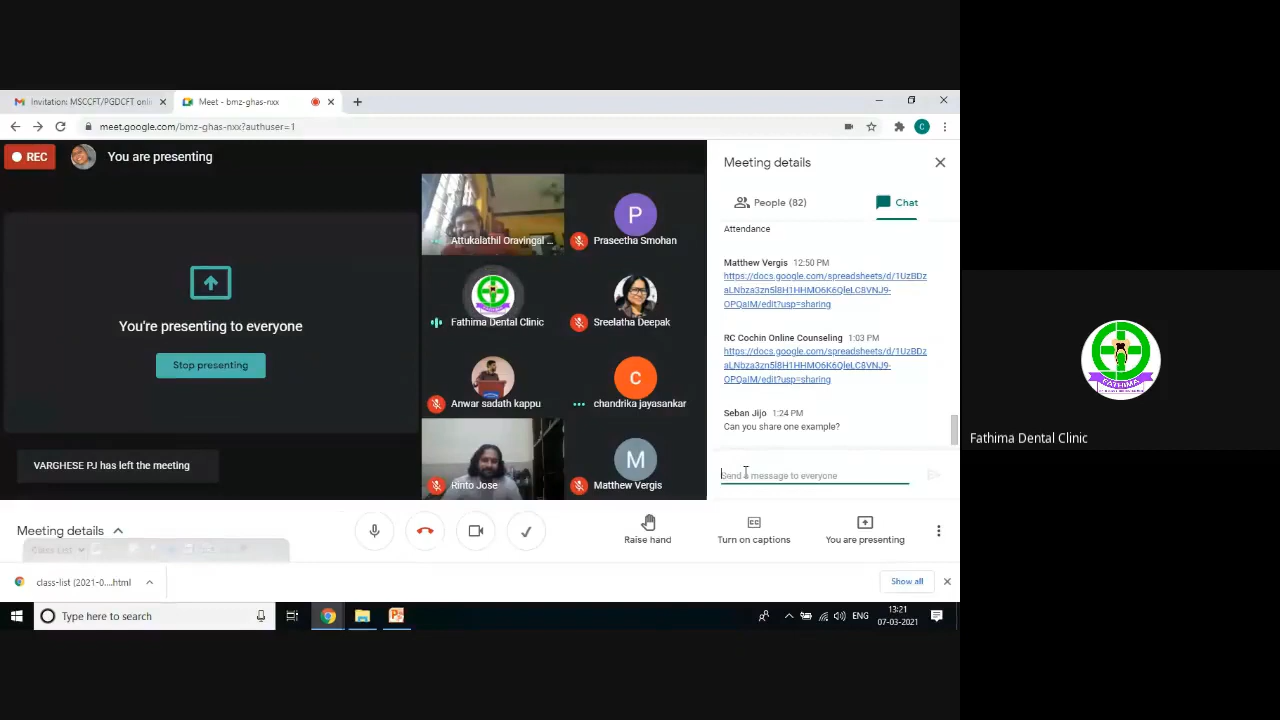 Invitation: MSCCFT/PGDCFT onli
Meet - bmz-ghas-nxx
meet.google.com/bmz-ghas-nxx?authuser=1
C
REC
You are presenting
You're presenting to everyone
Stop presenting
VARGHESE PJ has left the meeting
Attukalathil Oravingal ...
P
Praseetha Smohan
Fathima Dental Clinic
Sreelatha Deepak
Anwar sadath kappu
C
chandrika jayasankar
Rinto Jose
M
Matthew Vergis
Meeting details
People (82)
Chat
Attendance
Matthew Vergis 12:50 PM
https://docs.google.com/spreadsheets/d/1UzBDz
aLNbza3zn5l8H1HHMO6K6QleLC8VNJ9-
OPQaIM/edit?usp=sharing
RC Cochin Online Counseling 1:03 PM
https://docs.google.com/spreadsheets/d/1UzBDz
aLNbza3zn5l8H1HHMO6K6QleLC8VNJ9-
OPQaIM/edit?usp=sharing
Seban Jijo 1:24 PM
Can you share one example?
Send a message to everyone
Meeting details
Raise hand
Turn on captions
You are presenting
Class List
class-list (2021-0....html
Show all
Type here to search
ENG
13:21
07-03-2021
FATHIMA
Fathima Dental Clinic